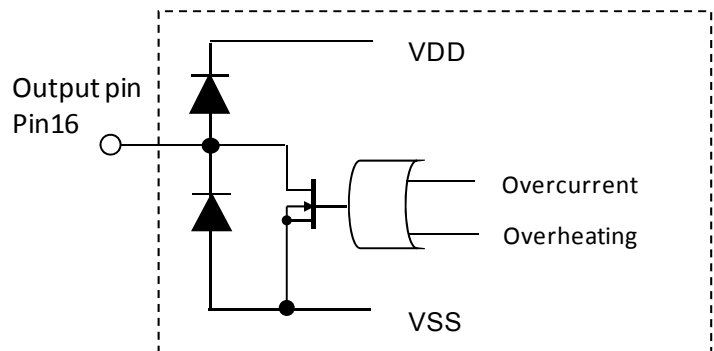 VDD
Output pin
Pin16
Overcurrent
Overheating
VSS